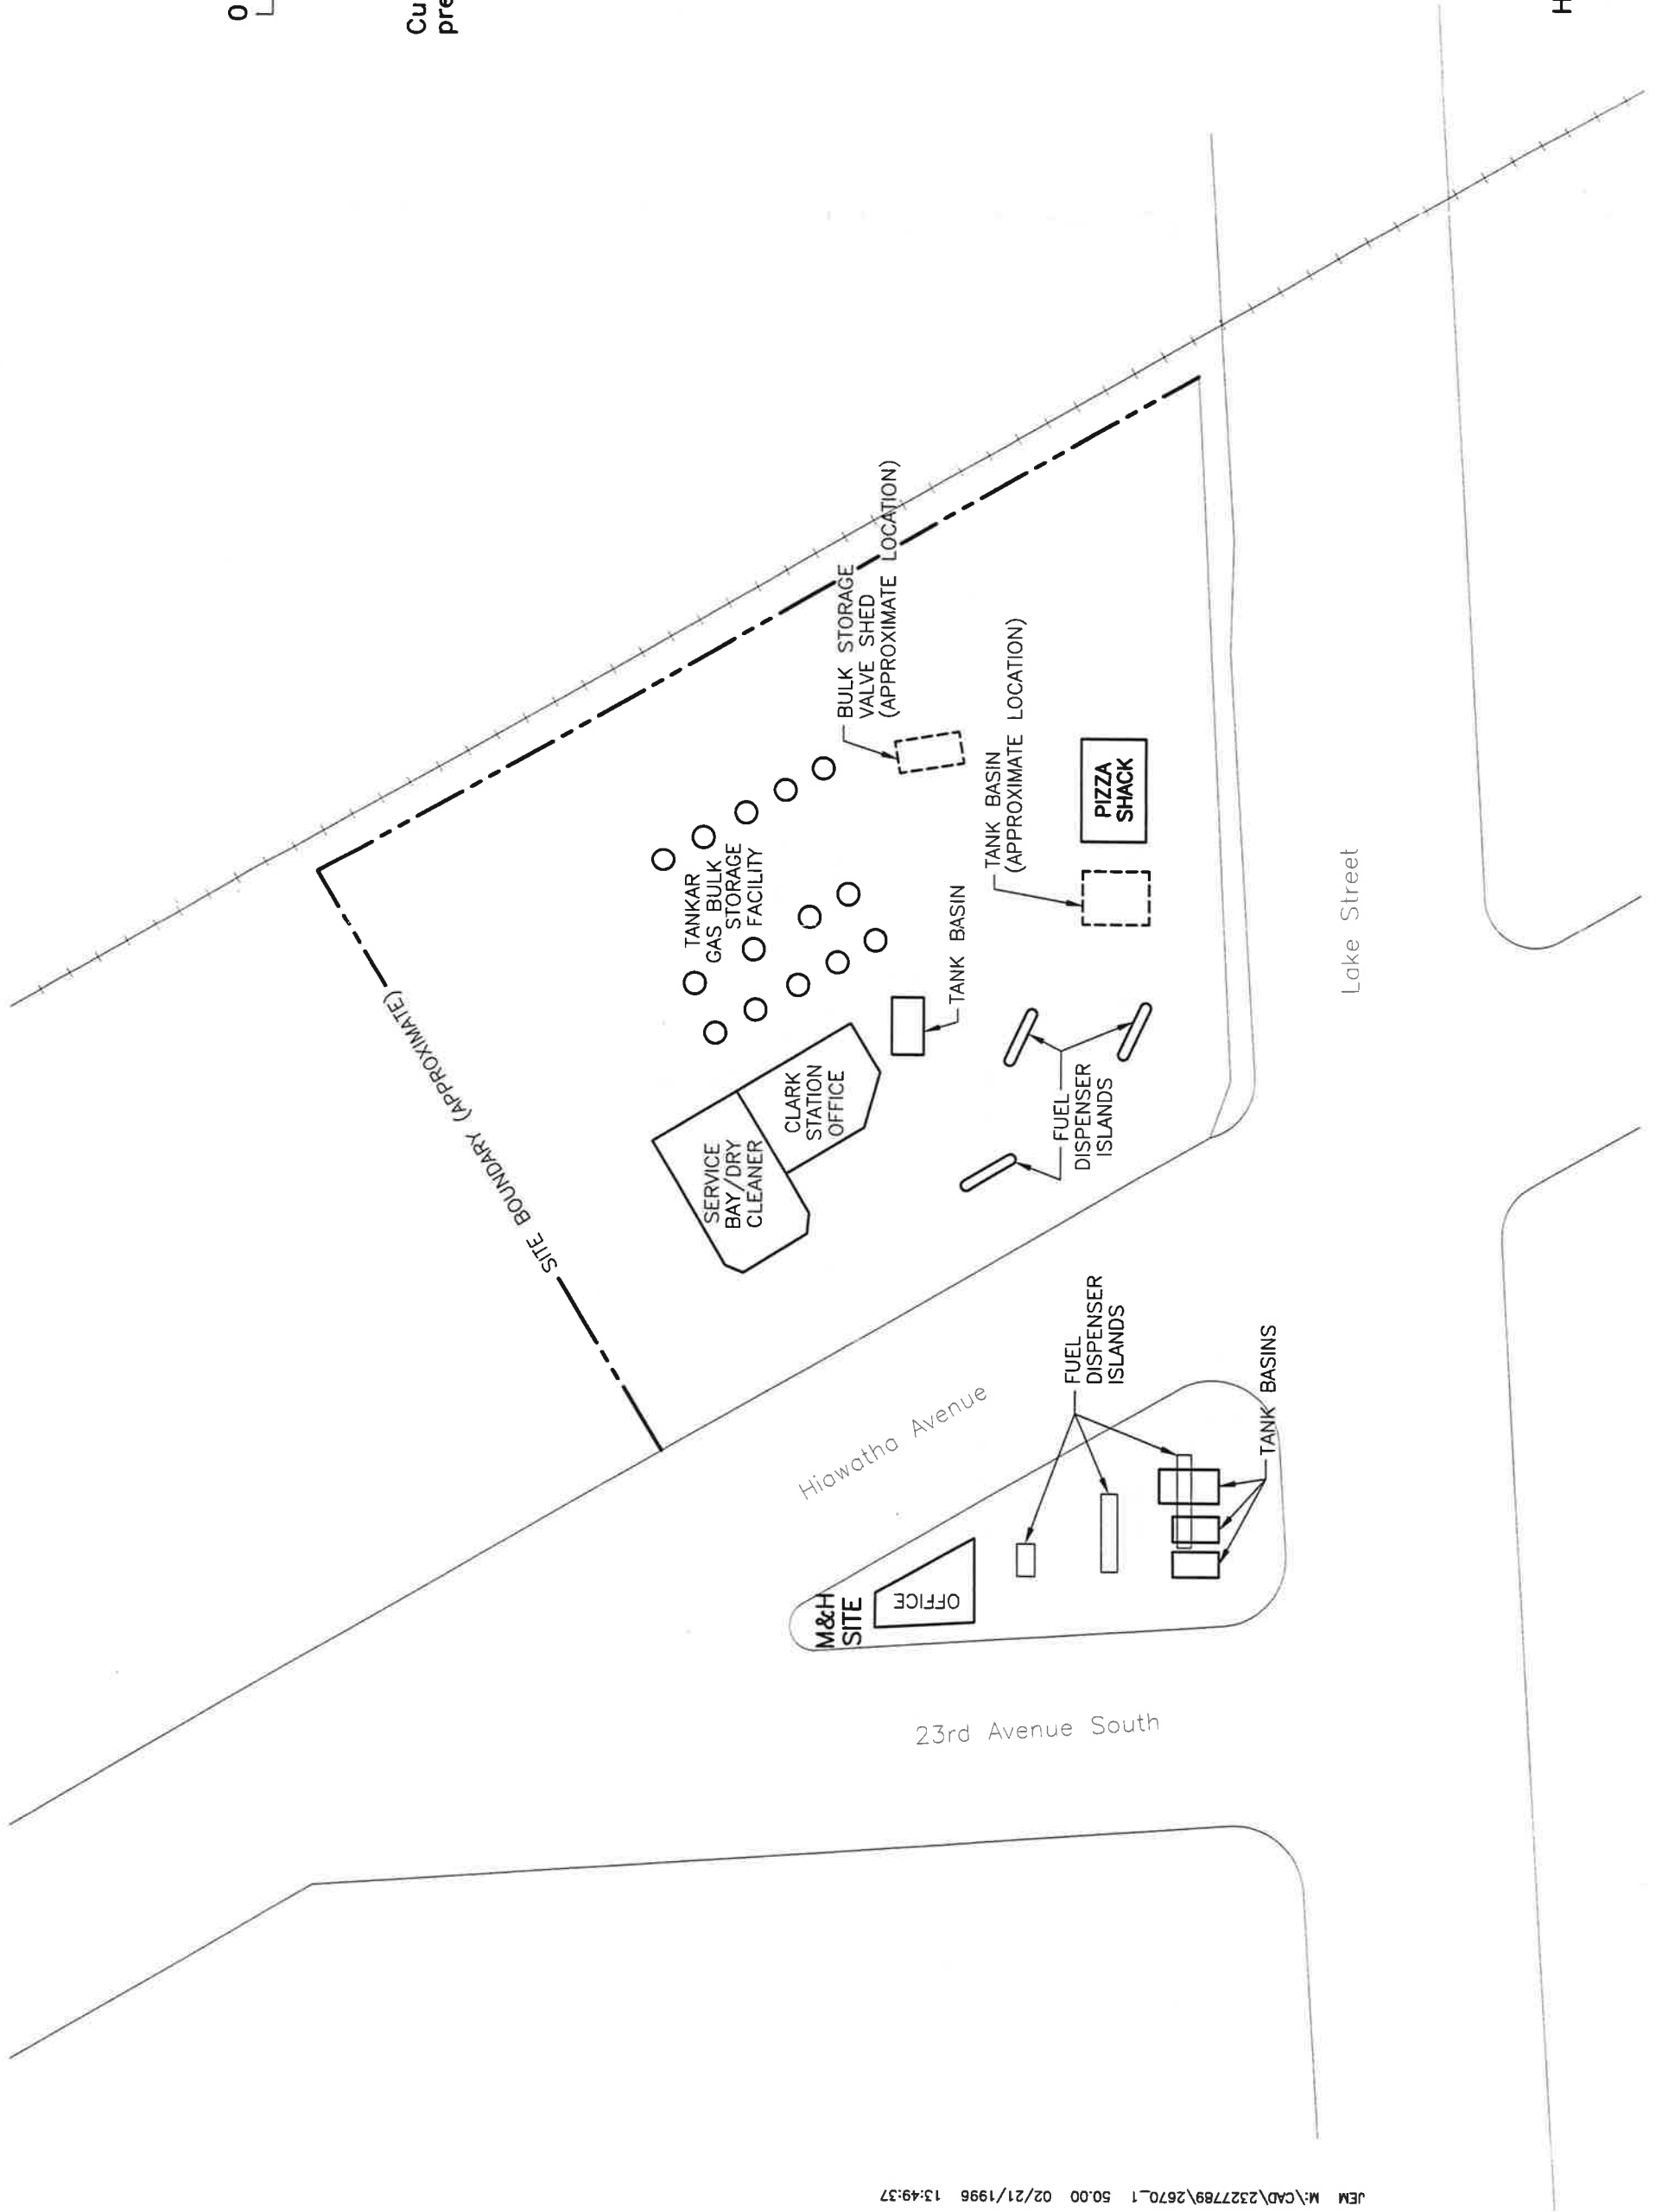 0
Cu
pre
H
SITE BOUNDARY (APPROXIMATE)
TANKAR
GAS BULK
STORAGE
FACILITY
BULK STORAGE
VALVE SHED
(APPROXIMATE LOCATION)
SERVICE
BAY/DRY
CLEANER
CLARK
STATION
OFFICE
TANK BASIN
TANK BASIN
(APPROXIMATE LOCATION)
PIZZA
SHACK
FUEL
DISPENSER
ISLANDS
Hiawatha Avenue
M&H
SITE
OFFICE
FUEL
DISPENSER
ISLANDS
TANK BASINS
23rd Avenue South
Lake Street
JEM M:\CAD\2327789\2670_1 50.00 02/21/1996 13:49:37